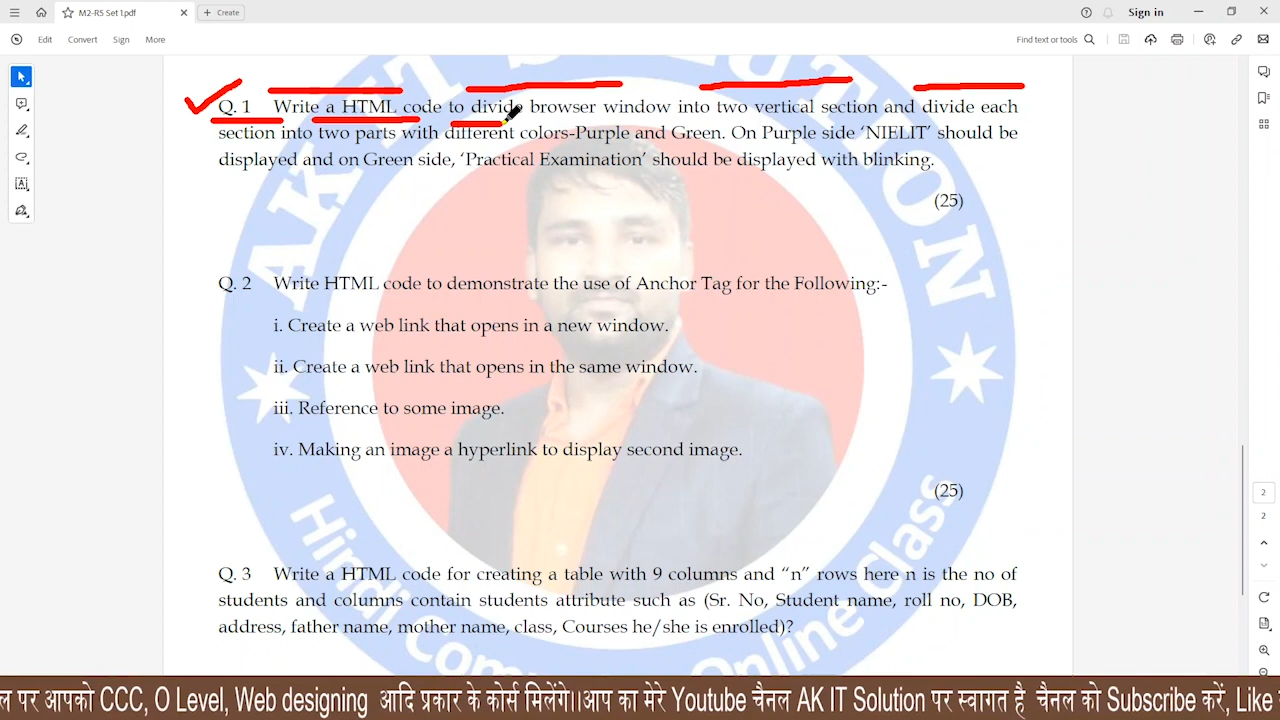 M2-R5 Set 1.pdf
Create
Sign in
Edit Convert Sign More
Find text or tools
Q. 1 Write a HTML code to divide browser window into two vertical section and divide each
section into two parts with different colors-Purple and Green. On Purple side ‘NIELIT’ should be
displayed and on Green side, ‘Practical Examination’ should be displayed with blinking.
(25)
Q. 2 Write HTML code to demonstrate the use of Anchor Tag for the Following:-
i. Create a web link that opens in a new window.
ii. Create a web link that opens in the same window.
iii. Reference to some image.
iv. Making an image a hyperlink to display second image.
(25)
Q. 3 Write a HTML code for creating a table with 9 columns and “n” rows here n is the no of
students and columns contain students attribute such as (Sr. No, Student name, roll no, DOB,
address, father name, mother name, class, Courses he/she is enrolled)?
2
2
ल पर आपको CCC, O Level, Web designing आदि प्रकार के कोर्स मिलेंगे।।आप का मेरे Youtube चैनल AK IT Solution पर स्वागत है चैनल को Subscribe करें, Like